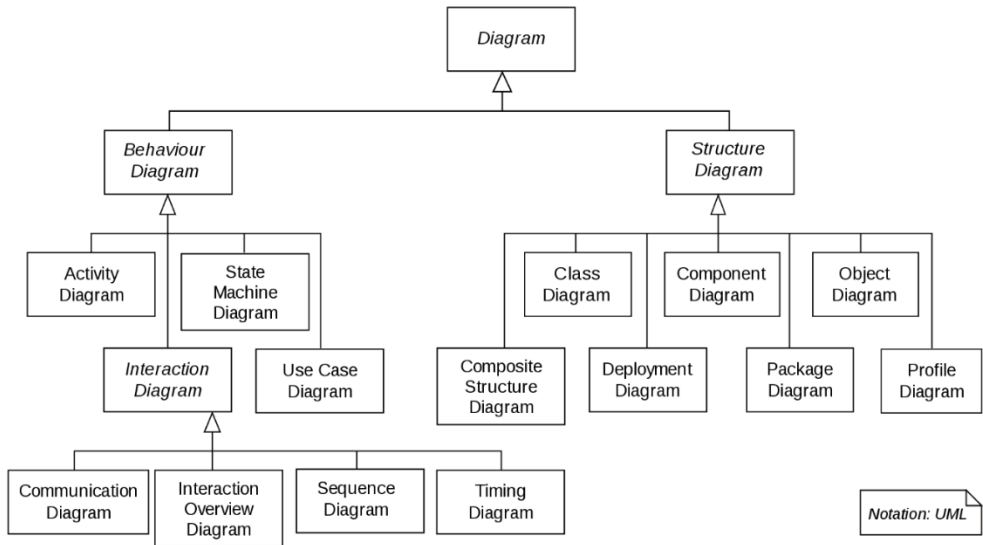 Diagram
Behaviour
Diagram
Structure
Diagram
Activity
Diagram
State
Machine
Diagram
Class
Diagram
Component
Diagram
Object
Diagram
Interaction
Diagram
Use Case
Diagram
Composite
Structure
Diagram
Deployment
Diagram
Package
Diagram
Profile
Diagram
Communication
Diagram
Interaction
Overview
Diagram
Sequence
Diagram
Timing
Diagram
Notation: UML